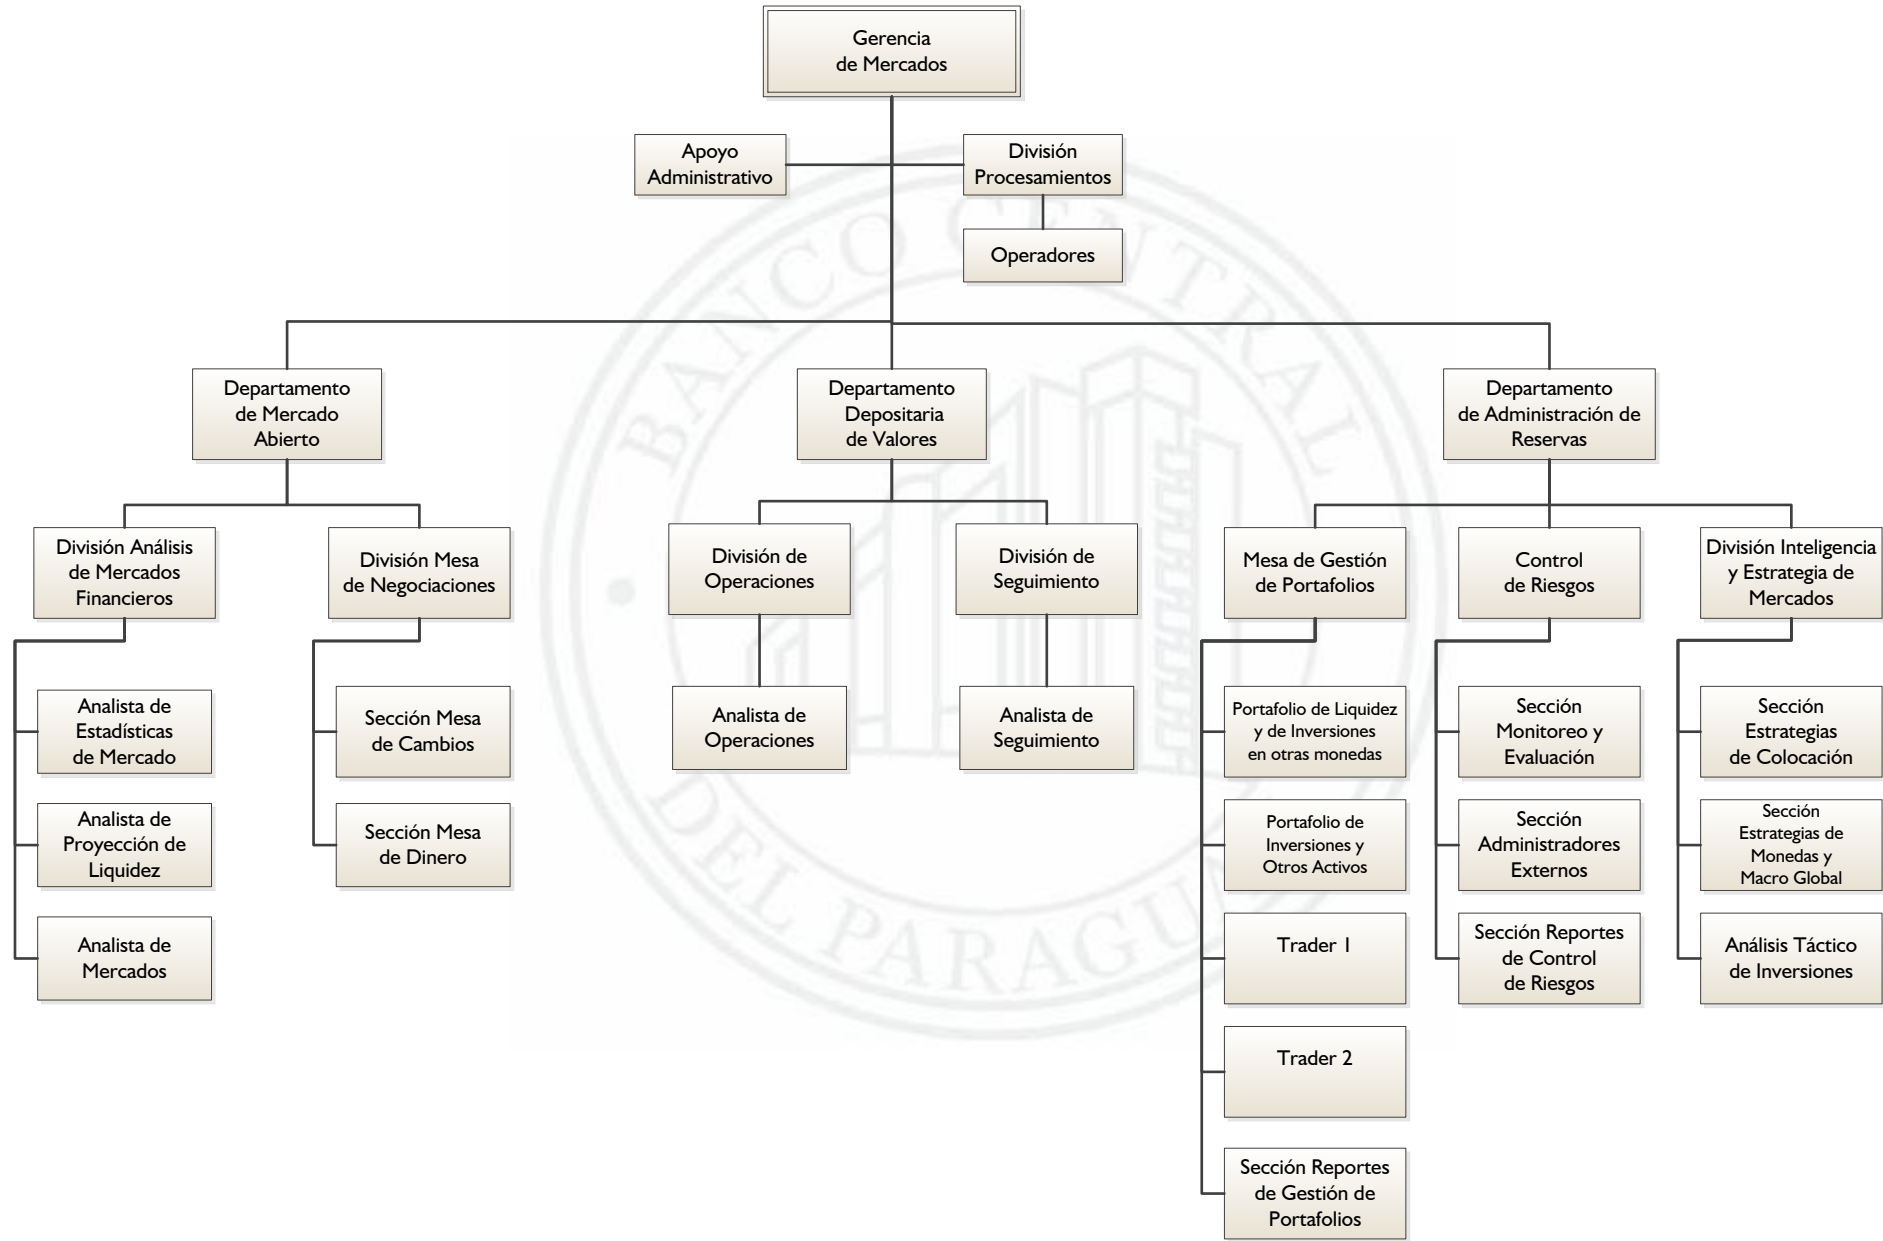 Gerencia
de Mercados
Apoyo
Administrativo
División
Procesamientos
Operadores
Departamento
de Mercado
Abierto
Departamento
Depositaria
de Valores
Departamento
de Administración de
Reservas
División Análisis
de Mercados
Financieros
División Mesa
de Negociaciones
División de
Operaciones
División de
Seguimiento
Mesa de Gestión
de Portafolios
Control
de Riesgos
División Inteligencia
y Estrategia de
Mercados
Analista de
Estadísticas
de Mercado
Analista de
Proyección de
Liquidez
Analista de
Mercados
Sección Mesa
de Cambios
Sección Mesa
de Dinero
Analista de
Operaciones
Analista de
Seguimiento
Portafolio de Liquidez
y de Inversiones
en otras monedas
Portafolio de
Inversiones y
Otros Activos
Trader 1
Trader 2
Sección Reportes
de Gestión de
Portafolios
Sección
Monitoreo y
Evaluación
Sección
Administradores
Externos
Sección Reportes
de Control
de Riesgos
Sección
Estrategias
de Colocación
Sección
Estrategias de
Monedas y
Macro Global
Análisis Táctico
de Inversiones
BANCO CENTRAL
DEL PARAGUAY